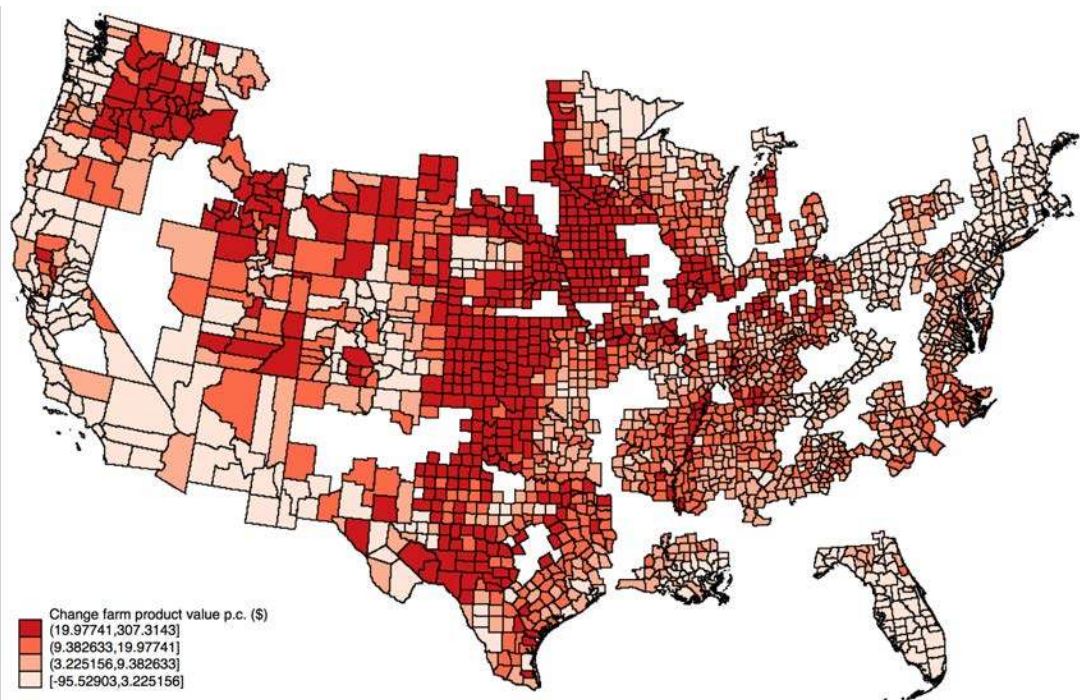 Change farm product value p.c. ($)
(19.97741,307.3143]
(9.382633,19.97741]
(3.225156,9.382633]
[-95.52903,3.225156]